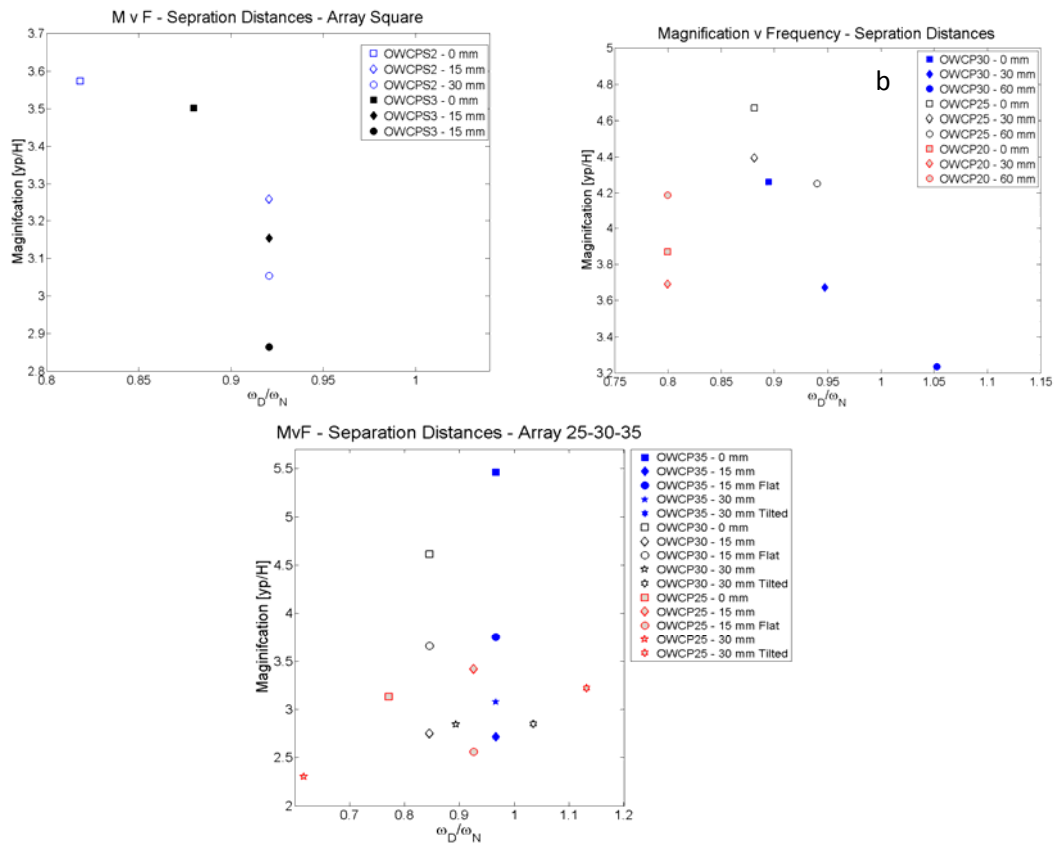 M v F - Sepration Distances - Array Square
3.7
3.6
3.5
3.4
3.3
3.2
3.1
3
2.9
2.8
Maginifcation [yp/H]
0.8
0.9
0.95
1
ω_D/ω_N
OWCPS2 - 0 mm
OWCPS2 - 15 mm
OWCPS2 - 30 mm
OWCPS3 - 0 mm
OWCPS3 - 15 mm
OWCPS3 - 15 mm
Magnification v Frequency - Sepration Distances
b
5
4.8
4.6
4.4
4.2
4
3.8
3.6
3.4
3.2
Maginifcation [yp/H]
0.75
0.8
0.85
0.9
0.95
1
1.05
1.1
1.15
ω_D/ω_N
OWCP30 - 0 mm
OWCP30 - 30 mm
OWCP30 - 60 mm
OWCP25 - 0 mm
OWCP25 - 30 mm
OWCP25 - 60 mm
OWCP20 - 0 mm
OWCP20 - 30 mm
OWCP20 - 60 mm
MvF - Separation Distances - Array 25-30-35
5.5
5
4.5
4
3.5
3
2.5
2
Maginifcation [yp/H]
0.7
0.8
0.9
1
1.1
1.2
ω_D/ω_N
OWCP35 - 0 mm
OWCP35 - 15 mm
OWCP35 - 15 mm Flat
OWCP35 - 30 mm
OWCP35 - 30 mm Tilted
OWCP30 - 0 mm
OWCP30 - 15 mm
OWCP30 - 15 mm Flat
OWCP30 - 30 mm
OWCP30 - 30 mm Tilted
OWCP25 - 0 mm
OWCP25 - 15 mm
OWCP25 - 15 mm Flat
OWCP25 - 30 mm
OWCP25 - 30 mm Tilted